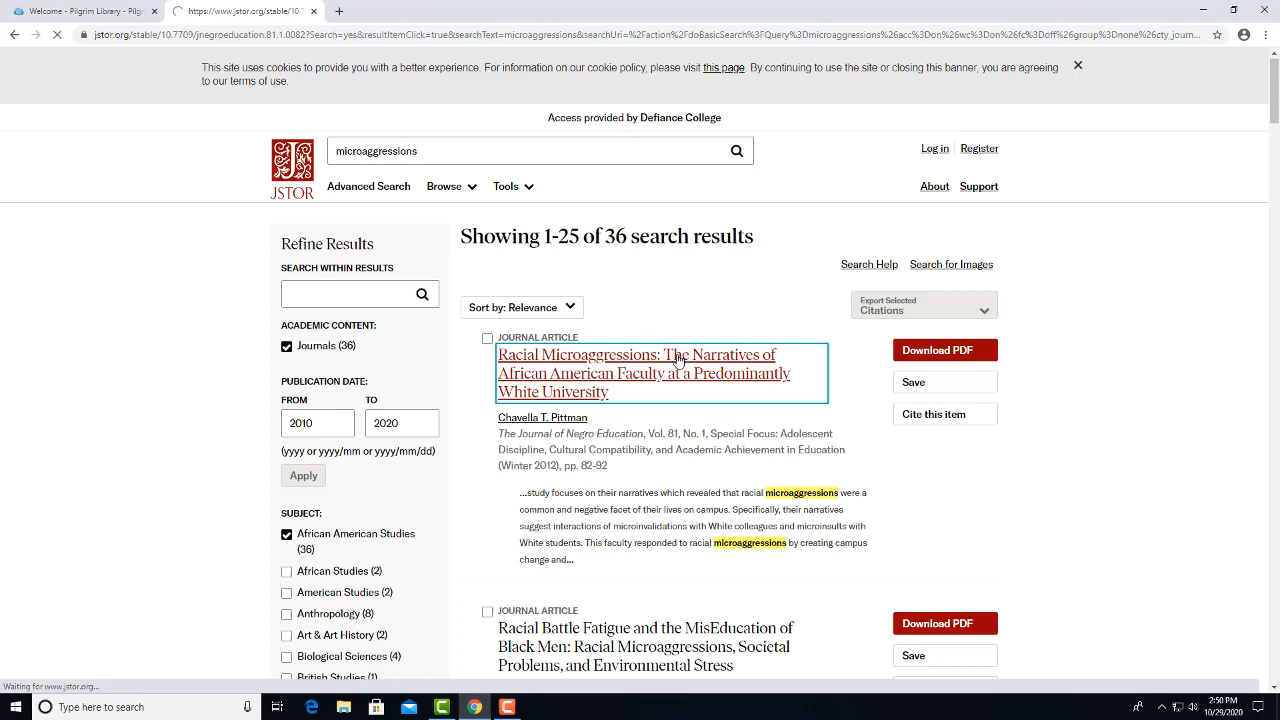 Welcome - Pilgrim Library - Pilgr
https://www.jstor.org/stable/10.7
jstor.org/stable/10.7709/jnegroeducation.81.1.0082?Search=yes&resultItemClick=true&searchText=microaggressions&searchUri=%2Faction%2FdoBasicSearch%3FQuery%3Dmicroaggressions%26acc%3Don%26wc%3Don%26fc%3Doff%26group%3Dnone%26cty_journ...
This site uses cookies to provide you with a better experience. For information on our cookie policy, please visit this page. By continuing to use the site or closing this banner, you are agreeing
to our terms of use.
Access provided by Defiance College
microaggressions
Log in
Register
JSTOR
Advanced Search
Browse
Tools
About
Support
Refine Results
Showing 1-25 of 36 search results
SEARCH WITHIN RESULTS
Search Help
Search for Images
Sort by: Relevance
Export Selected
Citations
ACADEMIC CONTENT:
Journals (36)
PUBLICATION DATE:
FROM
TO
2010
2020
(yyyy or yyyy/mm or yyyy/mm/dd)
Apply
SUBJECT:
African American Studies
(36)
African Studies (2)
American Studies (2)
Anthropology (8)
Art & Art History (2)
Biological Sciences (4)
British Studies (1)
JOURNAL ARTICLE
Racial Microaggressions: The Narratives of
African American Faculty at a Predominantly
White University
Chavella T. Pittman
The Journal of Negro Education, Vol. 81, No. 1, Special Focus: Adolescent
Discipline, Cultural Compatibility, and Academic Achievement in Education
(Winter 2012), pp. 82-92
...study focuses on their narratives which revealed that racial microaggressions were a
common and negative facet of their lives on campus. Specifically, their narratives
suggest interactions of microinvalidations with White colleagues and microinsults with
White students. This faculty responded to racial microaggressions by creating campus
change and...
Download PDF
Save
Cite this item
JOURNAL ARTICLE
Racial Battle Fatigue and the MisEducation of
Black Men: Racial Microaggressions, Societal
Problems, and Environmental Stress
Download PDF
Save
Waiting for www.jstor.org...
Type here to search
2:50 PM
10/29/2020